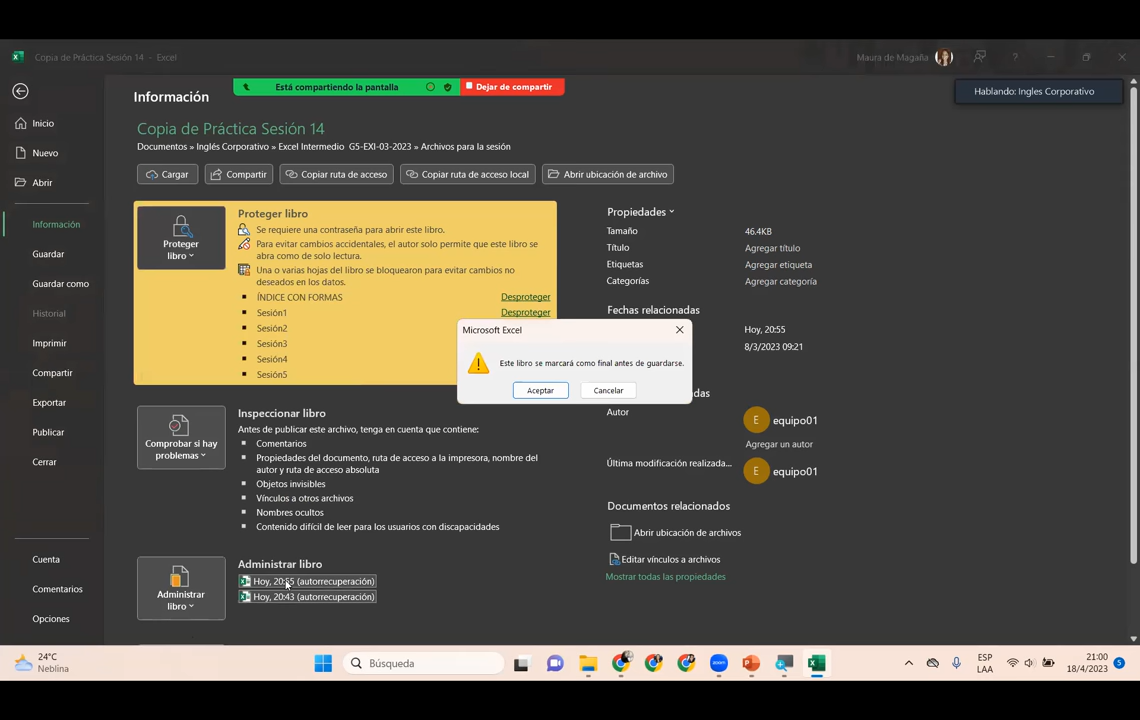 Copia de Práctica Sesión 14 – Excel
Maura de Magaña
?
Está compartiendo la pantalla
Dejar de compartir
Hablando: Ingles Corporativo
Información
Inicio
Nuevo
Abrir
Información
Guardar
Guardar como
Historial
Imprimir
Compartir
Exportar
Publicar
Cerrar
Cuenta
Comentarios
Opciones
Copia de Práctica Sesión 14
Documentos » Inglés Corporativo » Excel Intermedio G5-EXI-03-2023 » Archivos para la sesión
Cargar
Compartir
Copiar ruta de acceso
Copiar ruta de acceso local
Abrir ubicación de archivo
Proteger
libro
Proteger libro
Se requiere una contraseña para abrir este libro.
Para evitar cambios accidentales, el autor solo permite que este libro se
abra como de solo lectura.
Una o varias hojas del libro se bloquearon para evitar cambios no
deseados en los datos.
ÍNDICE CON FORMAS Desproteger
Sesión1 Desproteger
Sesión2
Sesión3
Sesión4
Sesión5
Microsoft Excel
Este libro se marcará como final antes de guardarse.
Aceptar
Cancelar
Comprobar si hay
problemas
Inspeccionar libro
Antes de publicar este archivo, tenga en cuenta que contiene:
Comentarios
Propiedades del documento, ruta de acceso a la impresora, nombre del
autor y ruta de acceso absoluta
Objetos invisibles
Vínculos a otros archivos
Nombres ocultos
Contenido difícil de leer para los usuarios con discapacidades
Administrar
libro
Administrar libro
Hoy, 20:55 (autorrecuperación)
Hoy, 20:43 (autorrecuperación)
Propiedades
Tamaño 46.4KB
Título Agregar título
Etiquetas Agregar etiqueta
Categorías Agregar categoría
Fechas relacionadas
Hoy, 20:55
8/3/2023 09:21
Autor
E equipo01
Agregar un autor
Última modificación realizada...
E equipo01
Documentos relacionados
Abrir ubicación de archivos
Editar vínculos a archivos
Mostrar todas las propiedades
24°C
Neblina
Búsqueda
zoom
ESP
LAA
21:00
18/4/2023
5